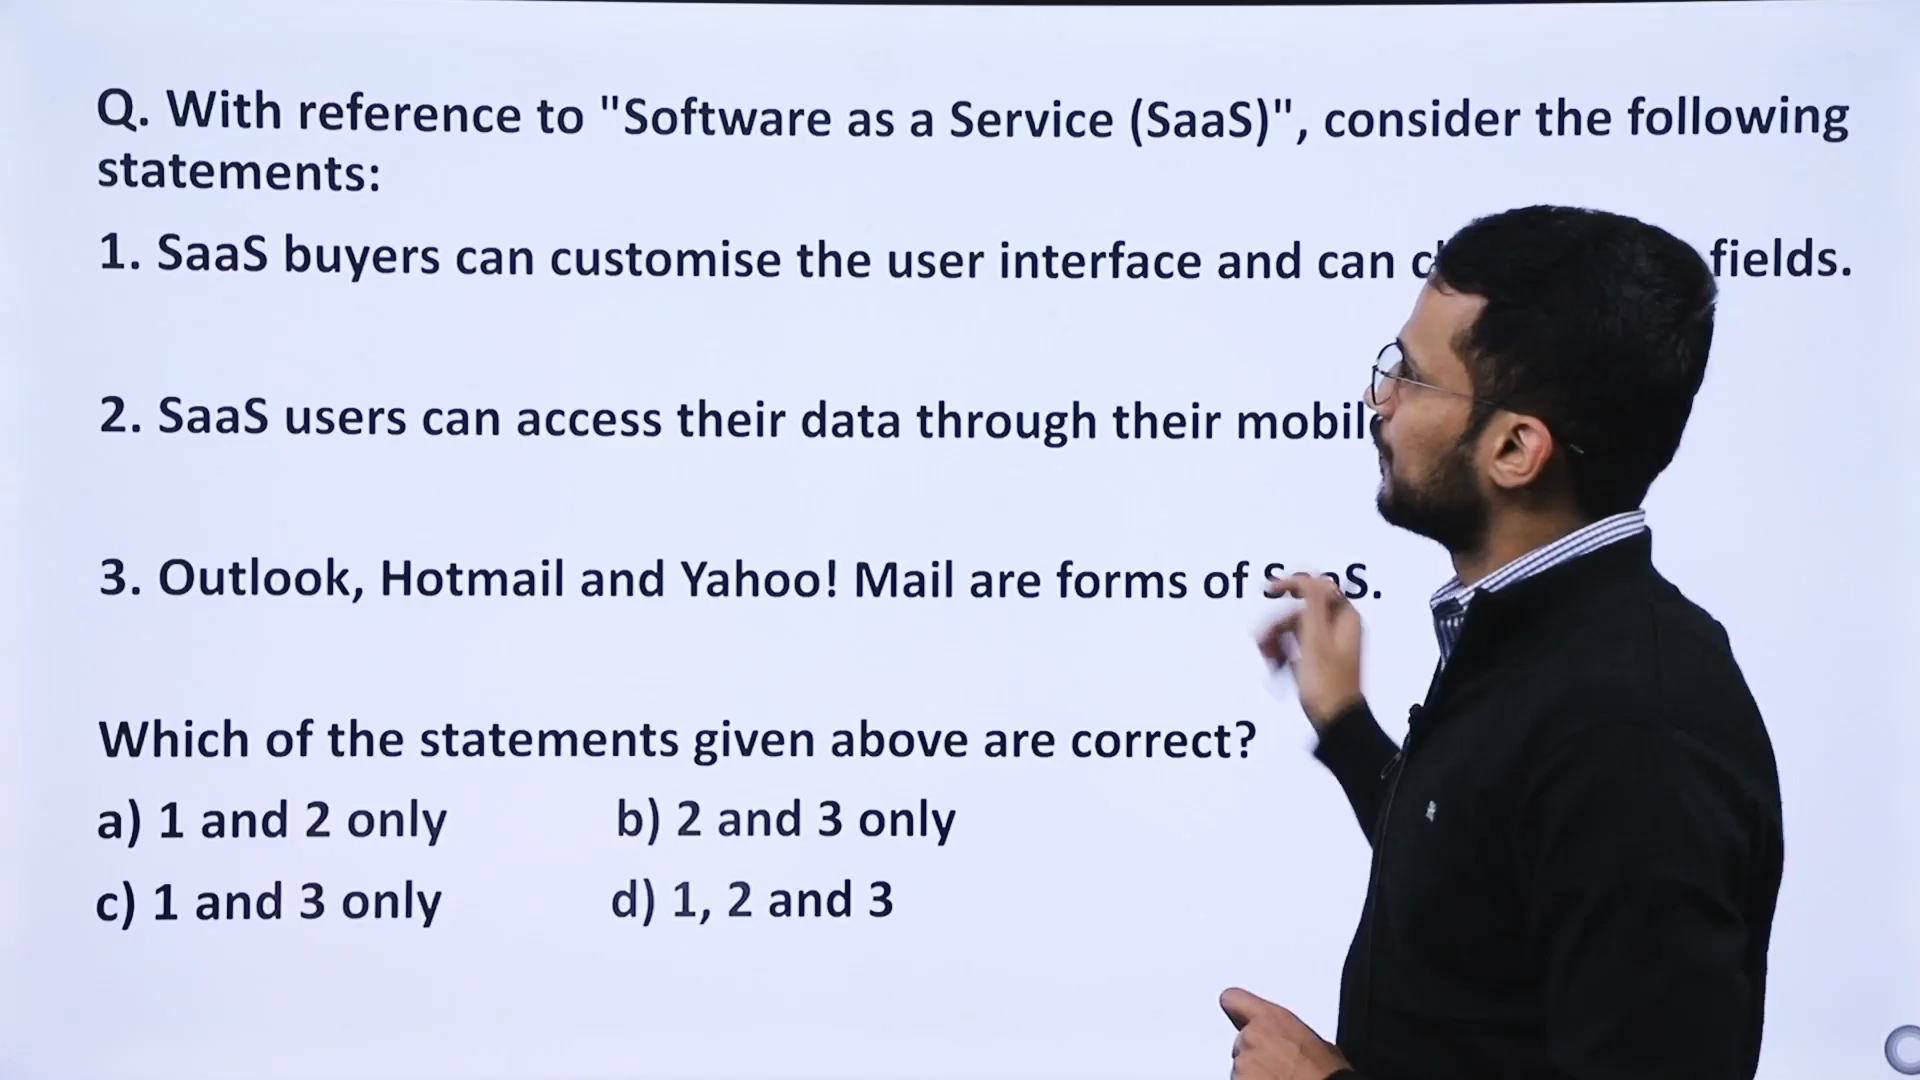 Q. With reference to "Software as a Service (SaaS)", consider the following
statements:
1. SaaS buyers can customise the user interface and can fields.
2. SaaS users can access their data through their
3. Outlook, Hotmail and Yahoo! Mail are forms of SaaS.
Which of the statements given above are correct?
a) 1 and 2 only b) 2 and 3 only
c) 1 and 3 only d) 1, 2 and 3